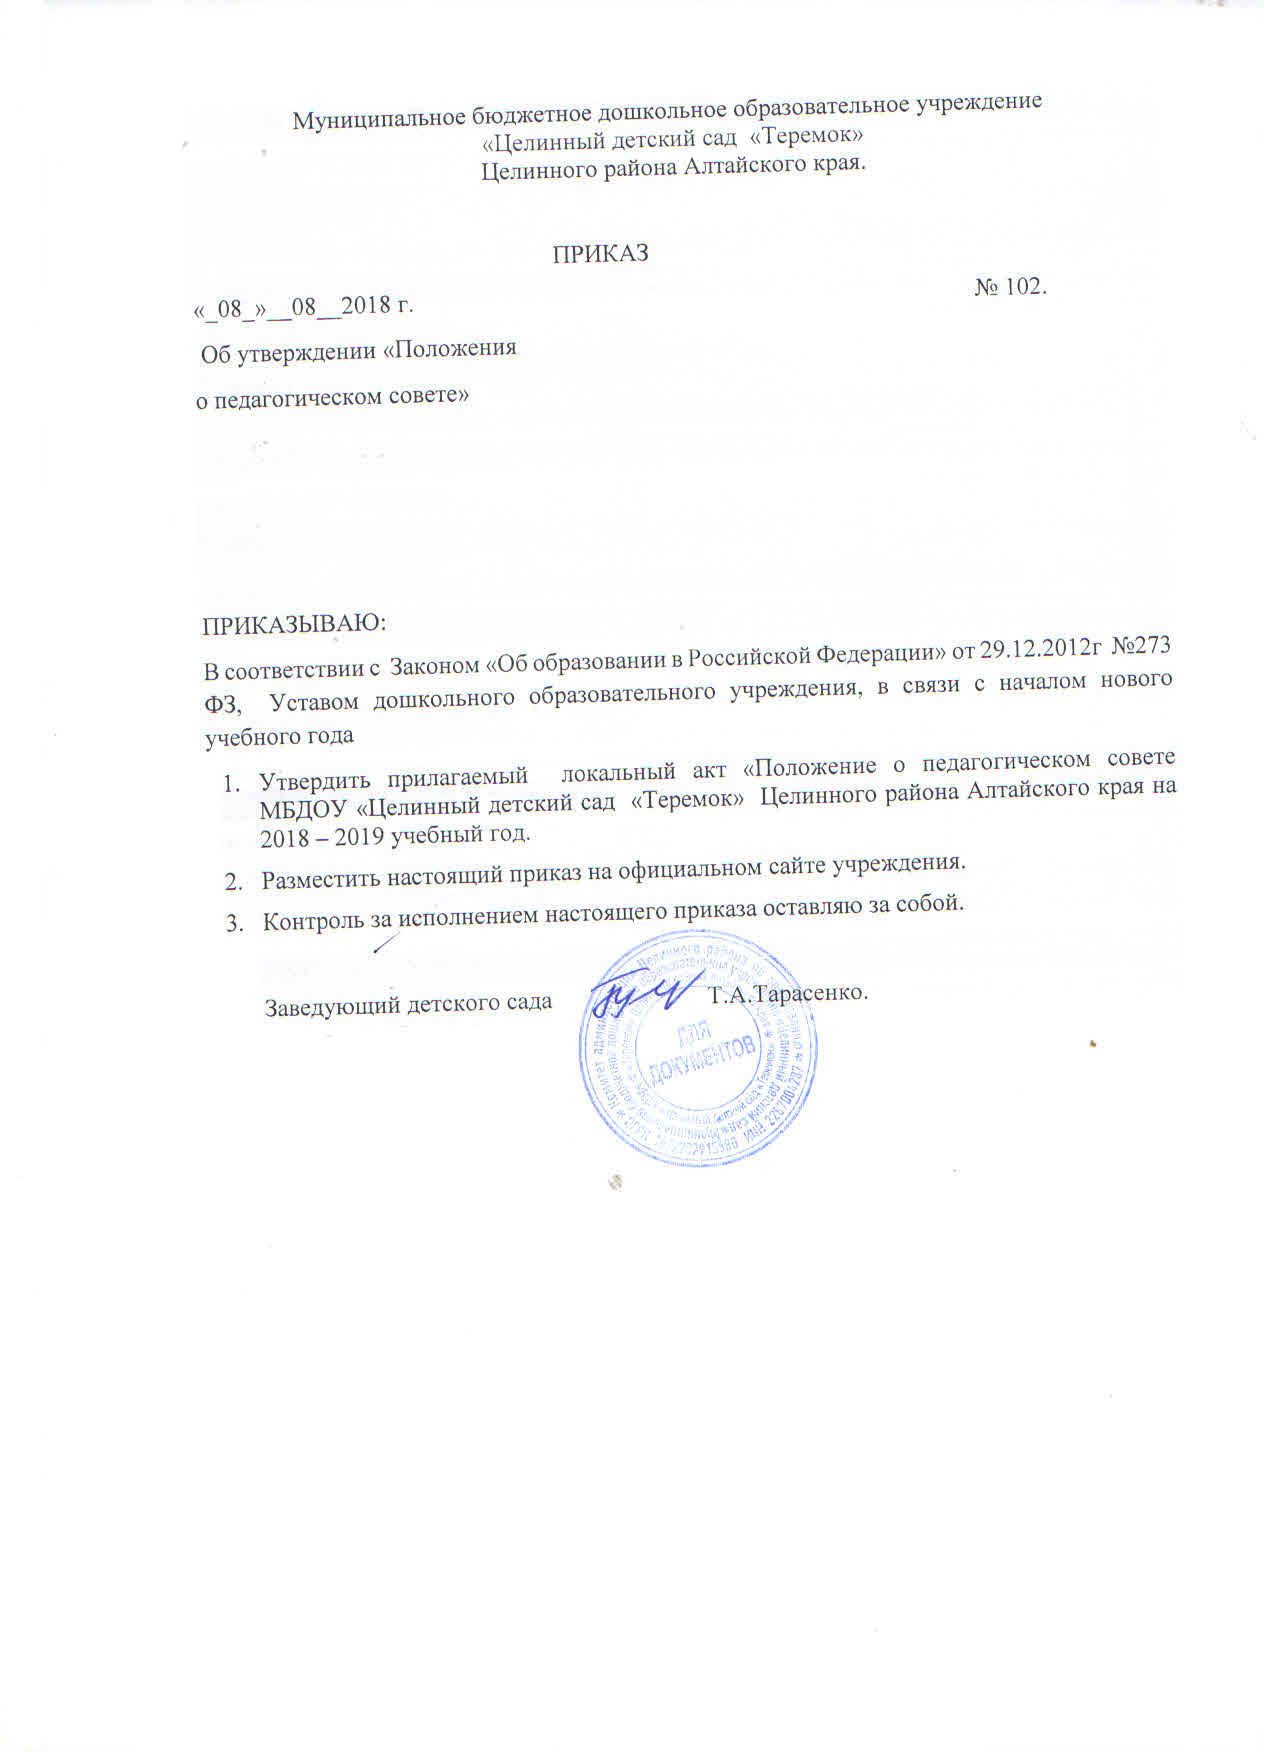 Муниципальное бюджетное дошкольное образовательное учреждение
«Целинный детский сад «Теремок»
Целинного района Алтайского края.
ПРИКАЗ
№ 102.
«_08_»__08__2018 г.
Об утверждении «Положения
о педагогическом совете»
ПРИКАЗЫВАЮ:
В соответствии с Законом «Об образовании в Российской Федерации» от 29.12.2012г №273
ФЗ, Уставом дошкольного образовательного учреждения, в связи с началом нового
учебного года
1. Утвердить прилагаемый локальный акт «Положение о педагогическом совете
МБДОУ «Целинный детский сад «Теремок» Целинного района Алтайского края на
2018 – 2019 учебный год.
2. Разместить настоящий приказ на официальном сайте учреждения.
3. Контроль за исполнением настоящего приказа оставляю за собой.
Заведующий детского сада Т.А.Тарасенко.
ДЛЯ
ДОКУМЕНТОВ